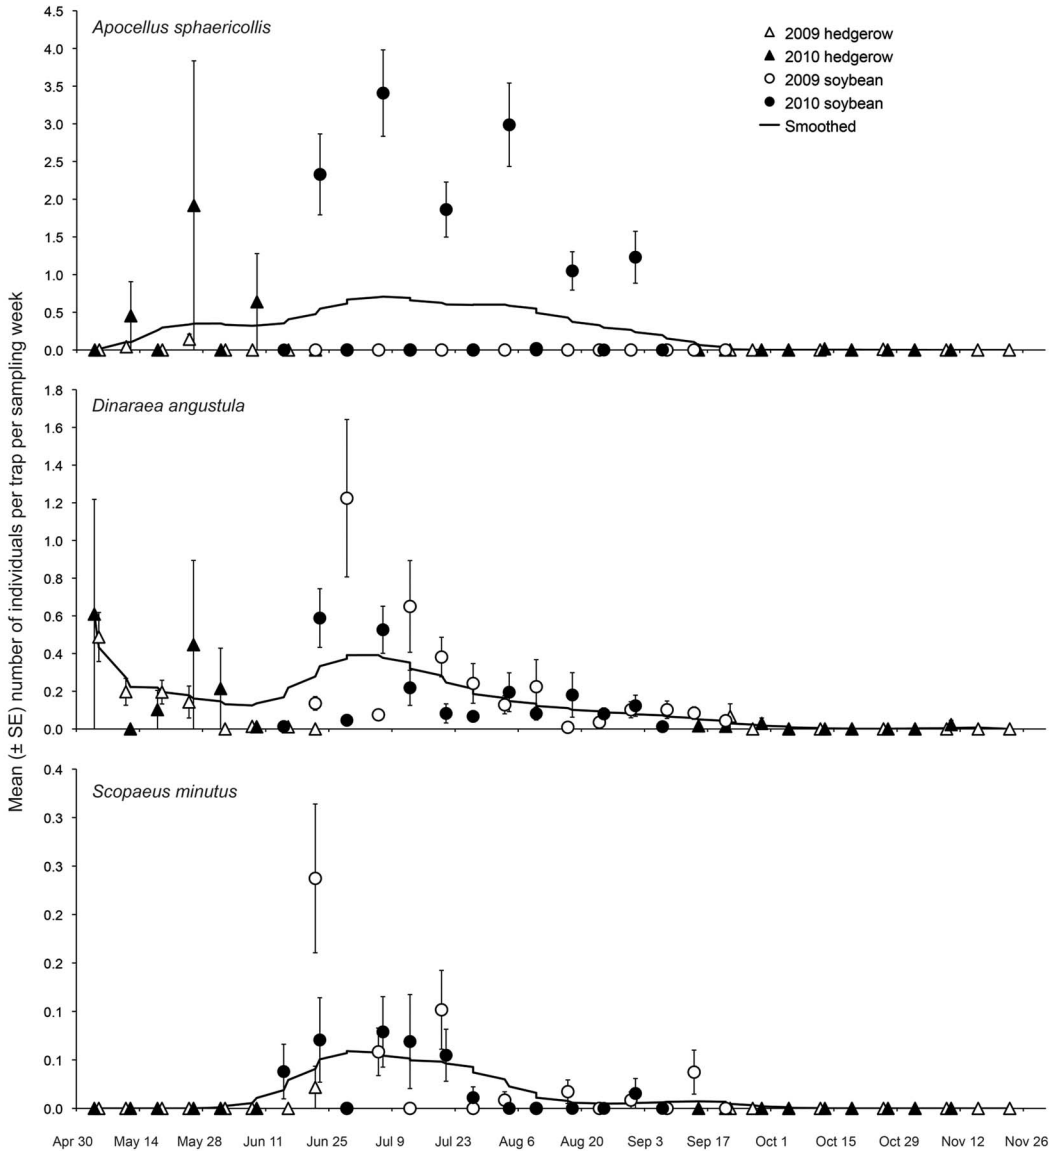 Mean (± SE) number of individuals per trap per sampling week
Apocellus sphaericollis
4.5
4.0
3.5
3.0
2.5
2.0
1.5
1.0
0.5
0.0
2009 hedgerow
2010 hedgerow
2009 soybean
2010 soybean
Smoothed
Dinaraea angustula
1.8
1.6
1.4
1.2
1.0
0.8
0.6
0.4
0.2
0.0
Scopaeus minutus
0.4
0.3
0.3
0.2
0.2
0.1
0.1
0.0
Apr 30 May 14 May 28 Jun 11 Jun 25 Jul 9 Jul 23 Aug 6 Aug 20 Sep 3 Sep 17 Oct 1 Oct 15 Oct 29 Nov 12 Nov 26